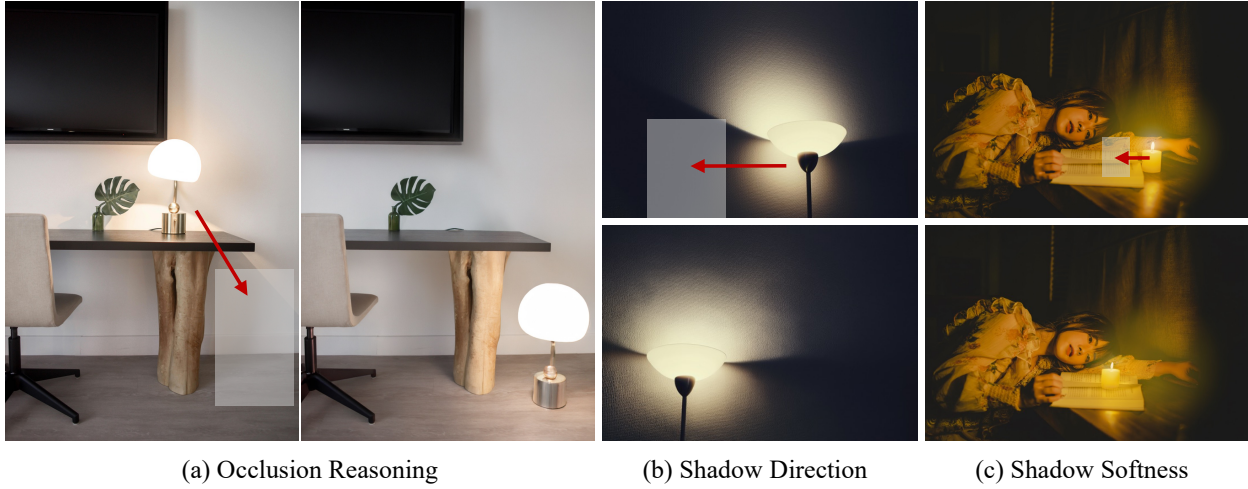 (a) Occlusion Reasoning
(b) Shadow Direction
(c) Shadow Softness